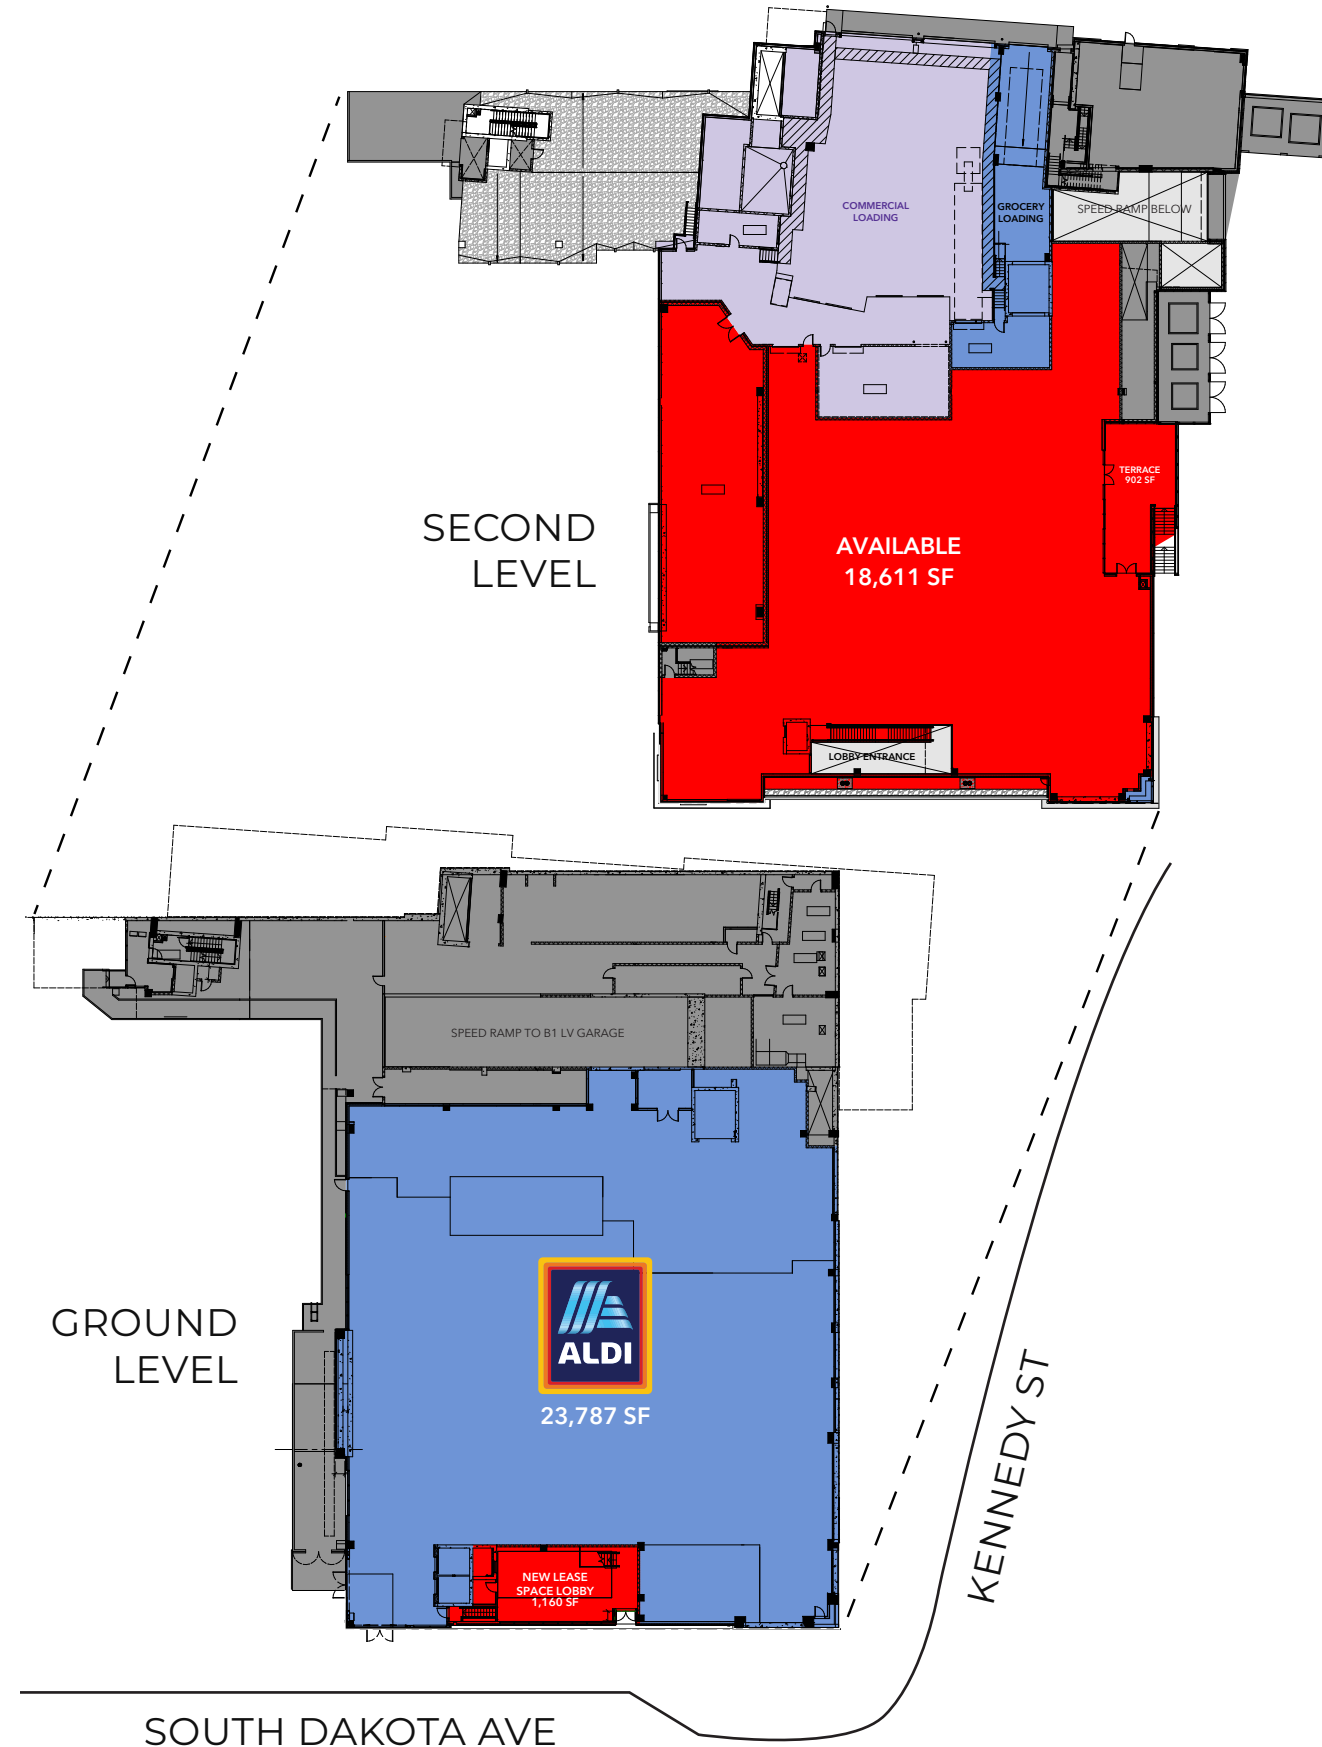 COMMERCIAL
LOADING
GROCERY
LOADING
SPEED RAMP BELOW
TERRACE
902 SF
SECOND
LEVEL
AVAILABLE
18,611 SF
LOBBY ENTRANCE
SPEED RAMP TO B1 LV GARAGE
GROUND
LEVEL
ALDI
23,787 SF
KENNEDY ST
NEW LEASE
SPACE LOBBY
1,160 SF
SOUTH DAKOTA AVE